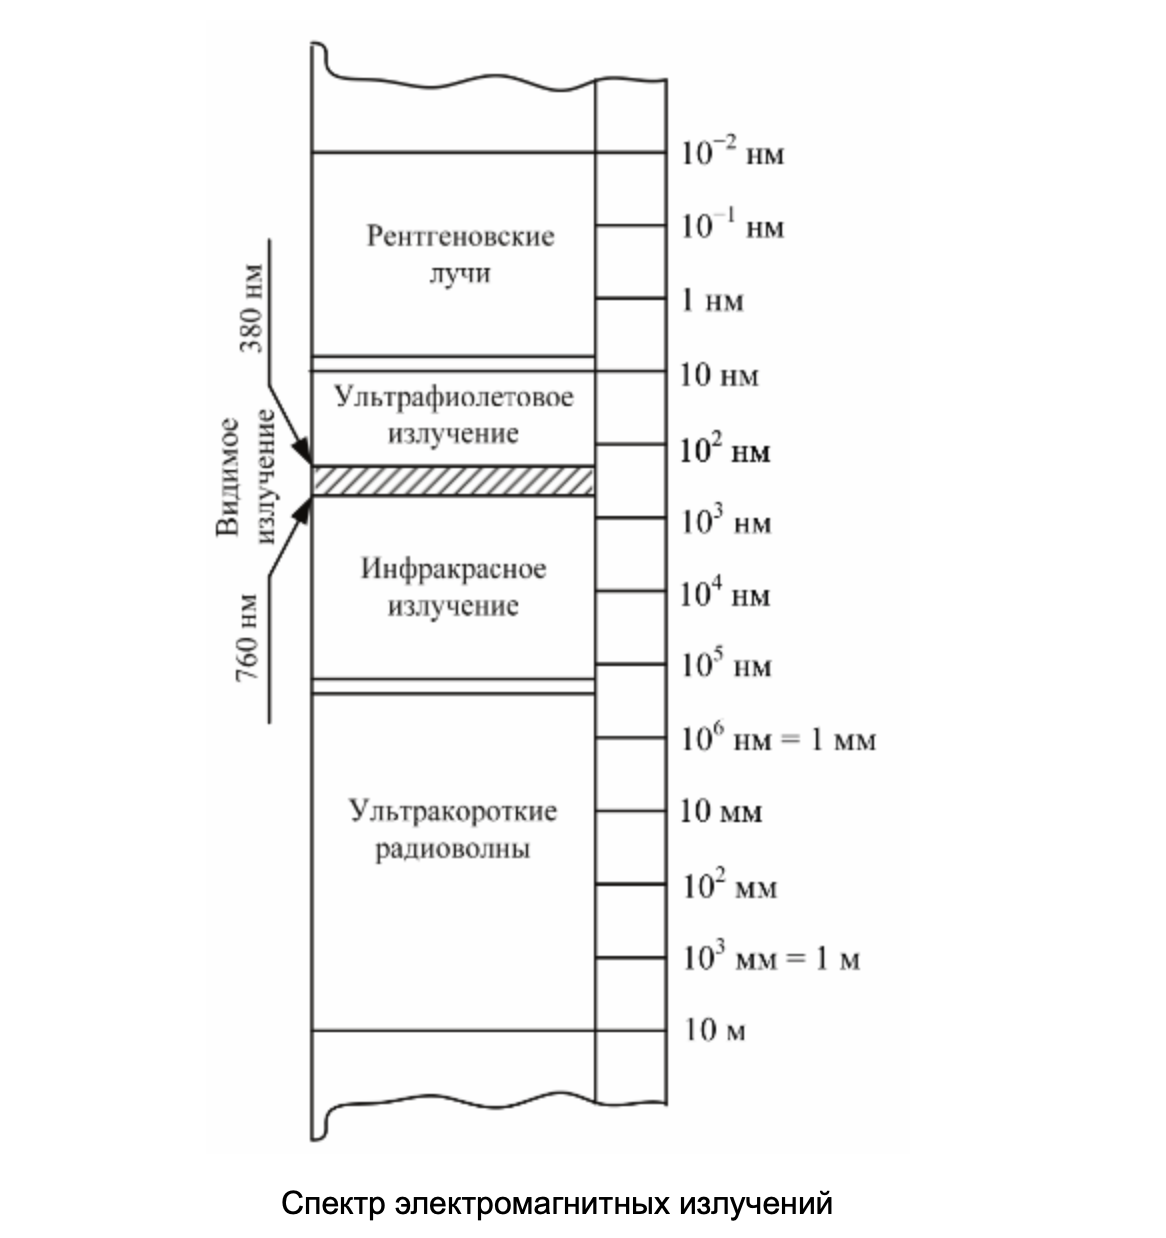 10⁻² нм
10⁻¹ нм
Рентгеновские
лучи
1 нм
380 нм
10 нм
Ультрафиолетовое
излучение
10² нм
Видимое
излучение
10³ нм
Инфракрасное
излучение
10⁴ нм
760 нм
10⁵ нм
10⁶ нм = 1 мм
Ультракороткие
радиоволны
10 мм
10² мм
10³ мм = 1 м
10 м
Спектр электромагнитных излучений